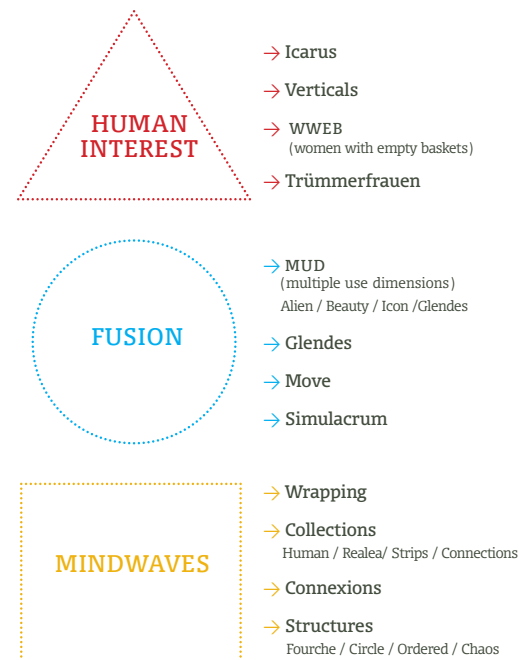 HUMAN
INTEREST
→ Icarus
→ Verticals
→ WWEB
(women with empty baskets)
→ Trümmerfrauen
FUSION
→ MUD
(multiple use dimensions)
Alien / Beauty / Icon /Glendes
→ Glendes
→ Move
→ Simulacrum
MINDWAVES
→ Wrapping
→ Collections
Human / Realea/ Strips / Connections
→ Connexions
→ Structures
Fourche / Circle / Ordered / Chaos